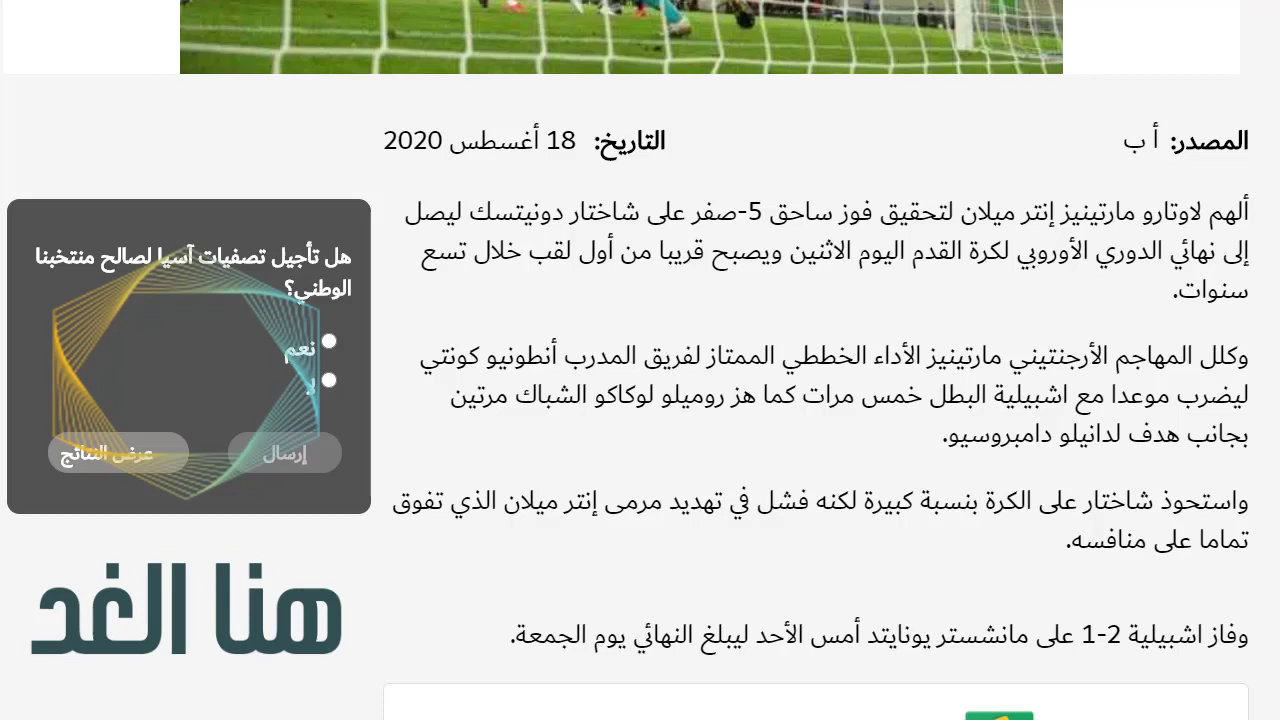 المصدر: أ ب
التاريخ: 18 أغسطس 2020
ألهم لاوتارو مارتينيز إنتر ميلان لتحقيق فوز ساحق 5-صفر على شاختار دونيتسك ليصل
إلى نهائي الدوري الأوروبي لكرة القدم اليوم الاثنين ويصبح قريبا من أول لقب خلال تسع
سنوات.
وكلل المهاجم الأرجنتيني مارتينيز الأداء الخططي الممتاز لفريق المدرب أنطونيو كونتي
ليضرب موعدا مع اشبيلية البطل خمس مرات كما هز روميلو لوكاكو الشباك مرتين
بجانب هدف لدانيلو دامبروسيو.
واستحوذ شاختار على الكرة بنسبة كبيرة لكنه فشل في تهديد مرمى إنتر ميلان الذي تفوق
تماما على منافسه.
وفاز اشبيلية 2-1 على مانشستر يونايتد أمس الأحد ليبلغ النهائي يوم الجمعة.
هل تأجيل تصفيات آسيا لصالح منتخبنا
الوطني؟
نعم
لا
إرسال
عرض النتائج
هنا الغد